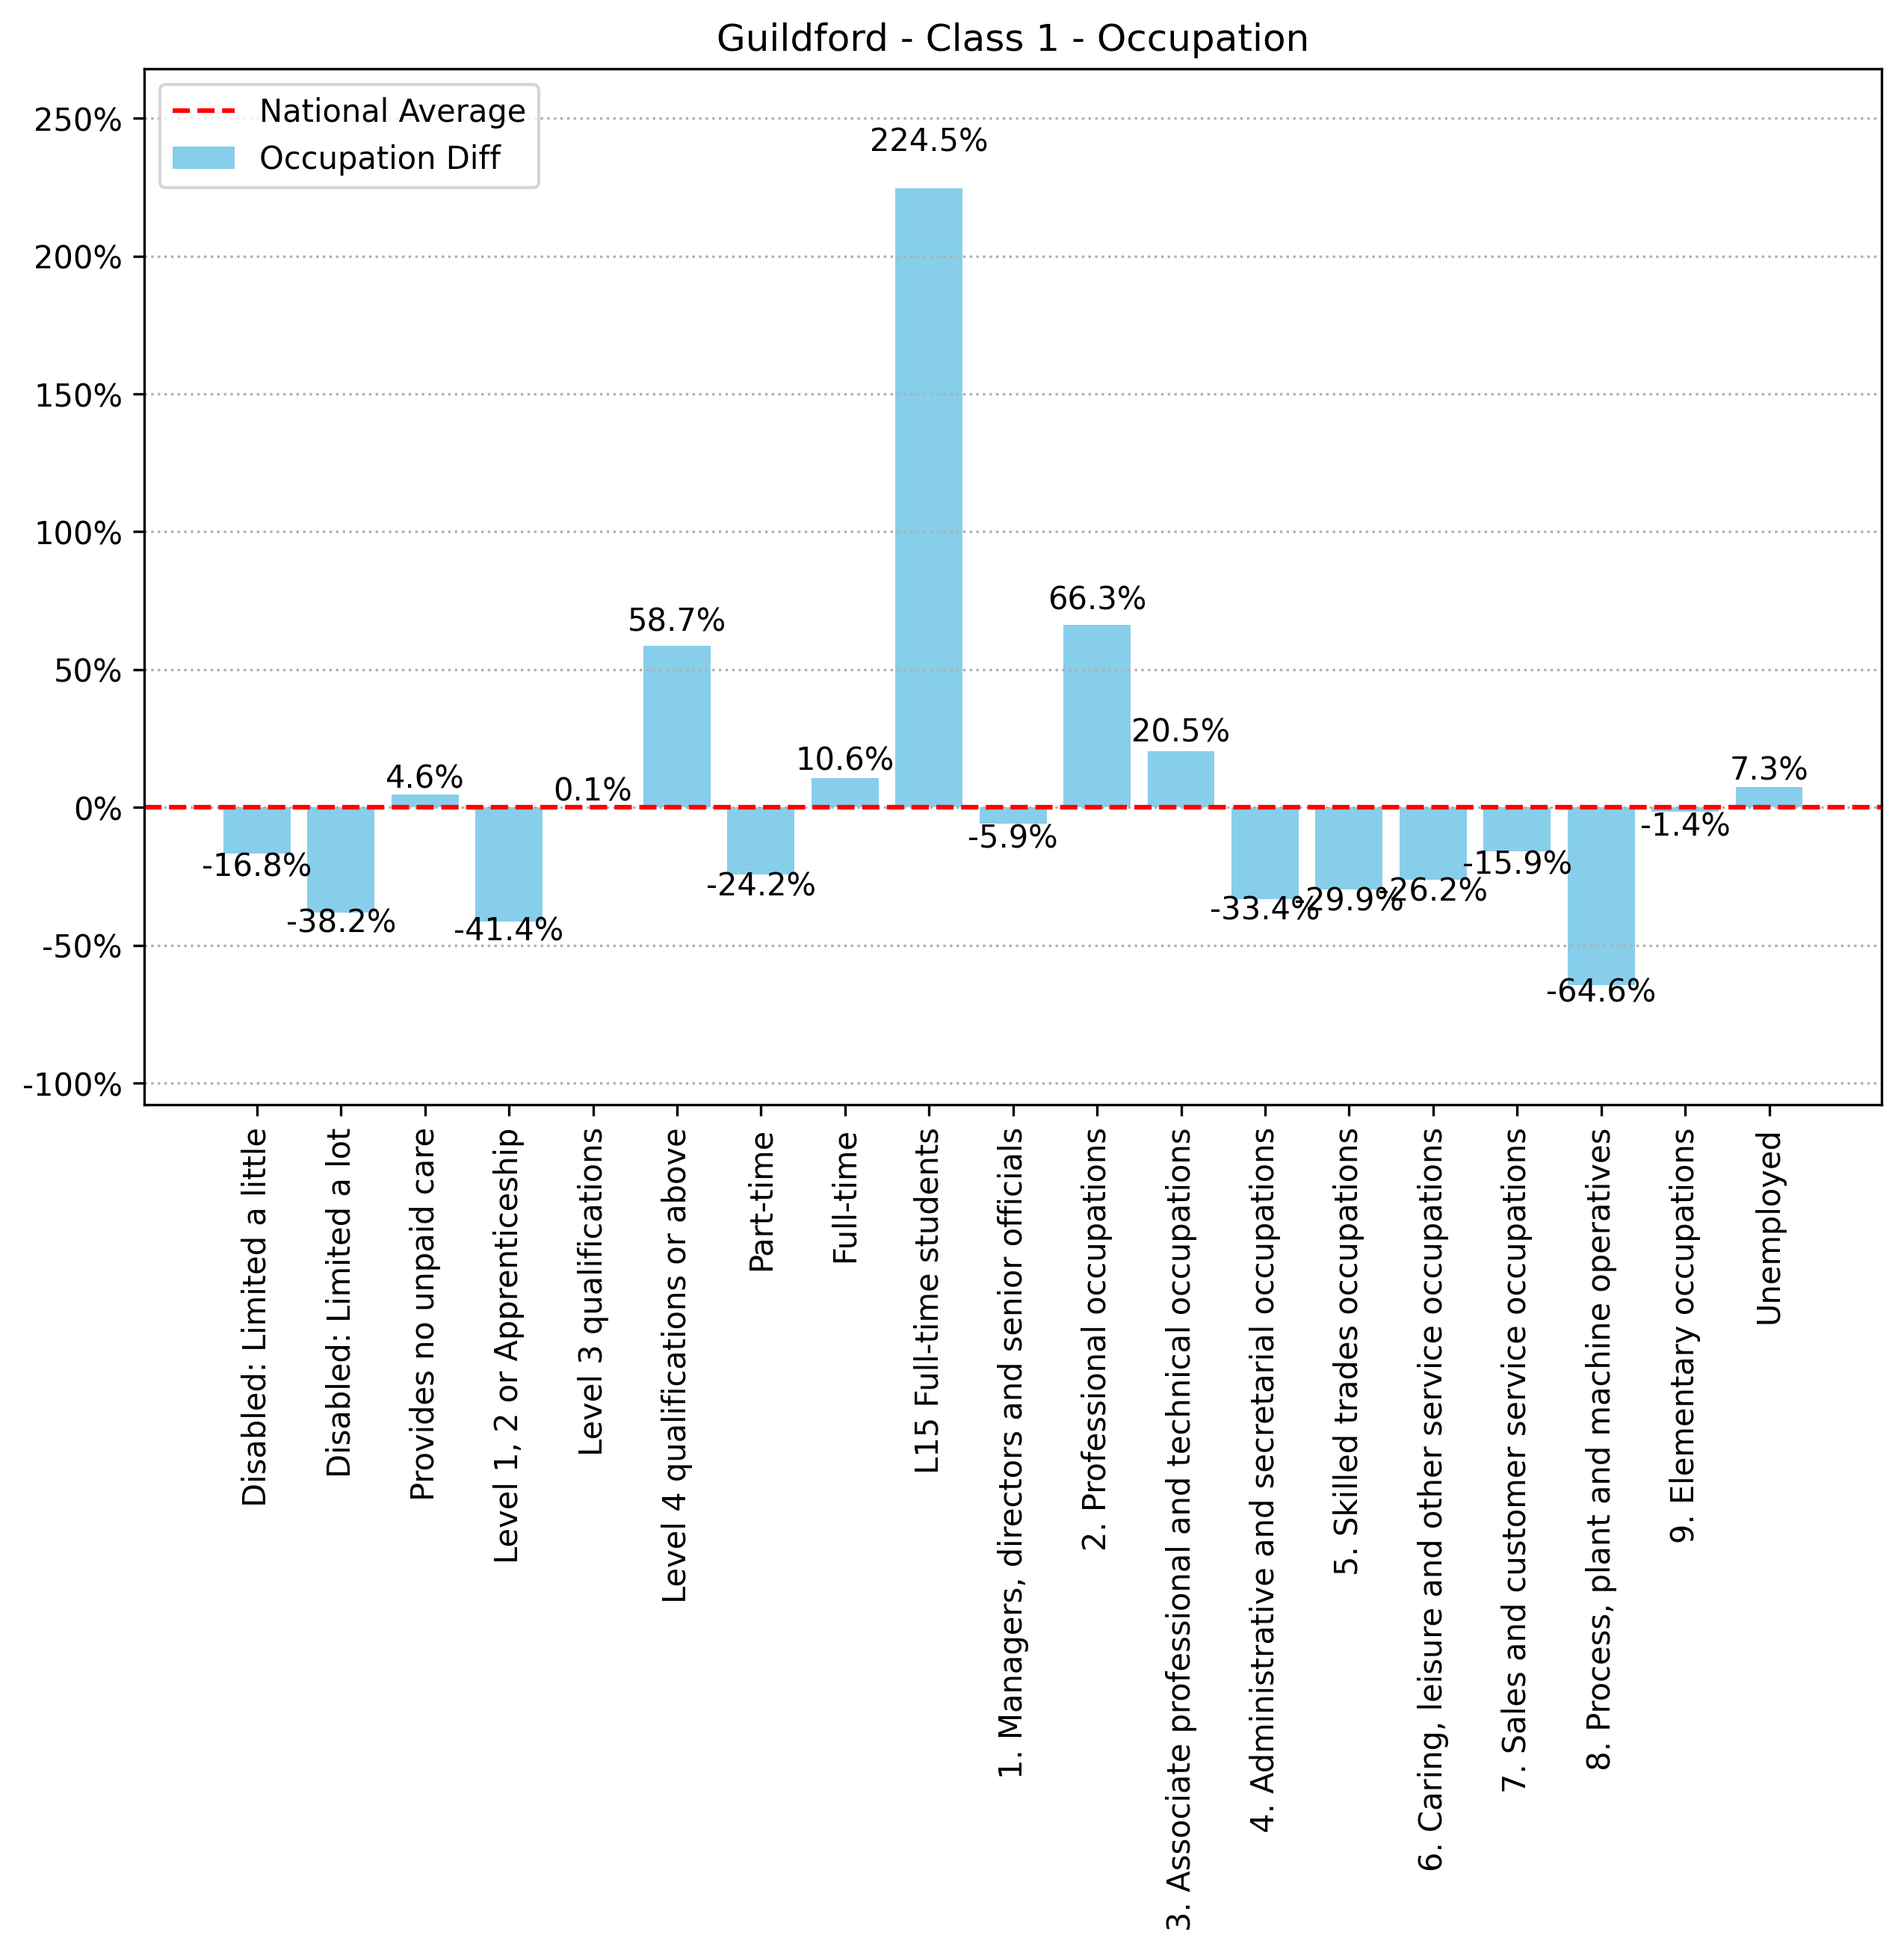 Guildford - Class 1 - Occupation
National Average
Occupation Diff
250%
200%
150%
100%
50%
0%
-50%
-100%
-16.8%
-38.2%
4.6%
-41.4%
0.1%
58.7%
-24.2%
10.6%
224.5%
-5.9%
66.3%
20.5%
-33.4%
-29.9%
-26.2%
-15.9%
-64.6%
-1.4%
7.3%
Disabled: Limited a little
Disabled: Limited a lot
Provides no unpaid care
Level 1, 2 or Apprenticeship
Level 3 qualifications
Level 4 qualifications or above
Part-time
Full-time
L15 Full-time students
1. Managers, directors and senior officials
2. Professional occupations
3. Associate professional and technical occupations
4. Administrative and secretarial occupations
5. Skilled trades occupations
6. Caring, leisure and other service occupations
7. Sales and customer service occupations
8. Process, plant and machine operatives
9. Elementary occupations
Unemployed